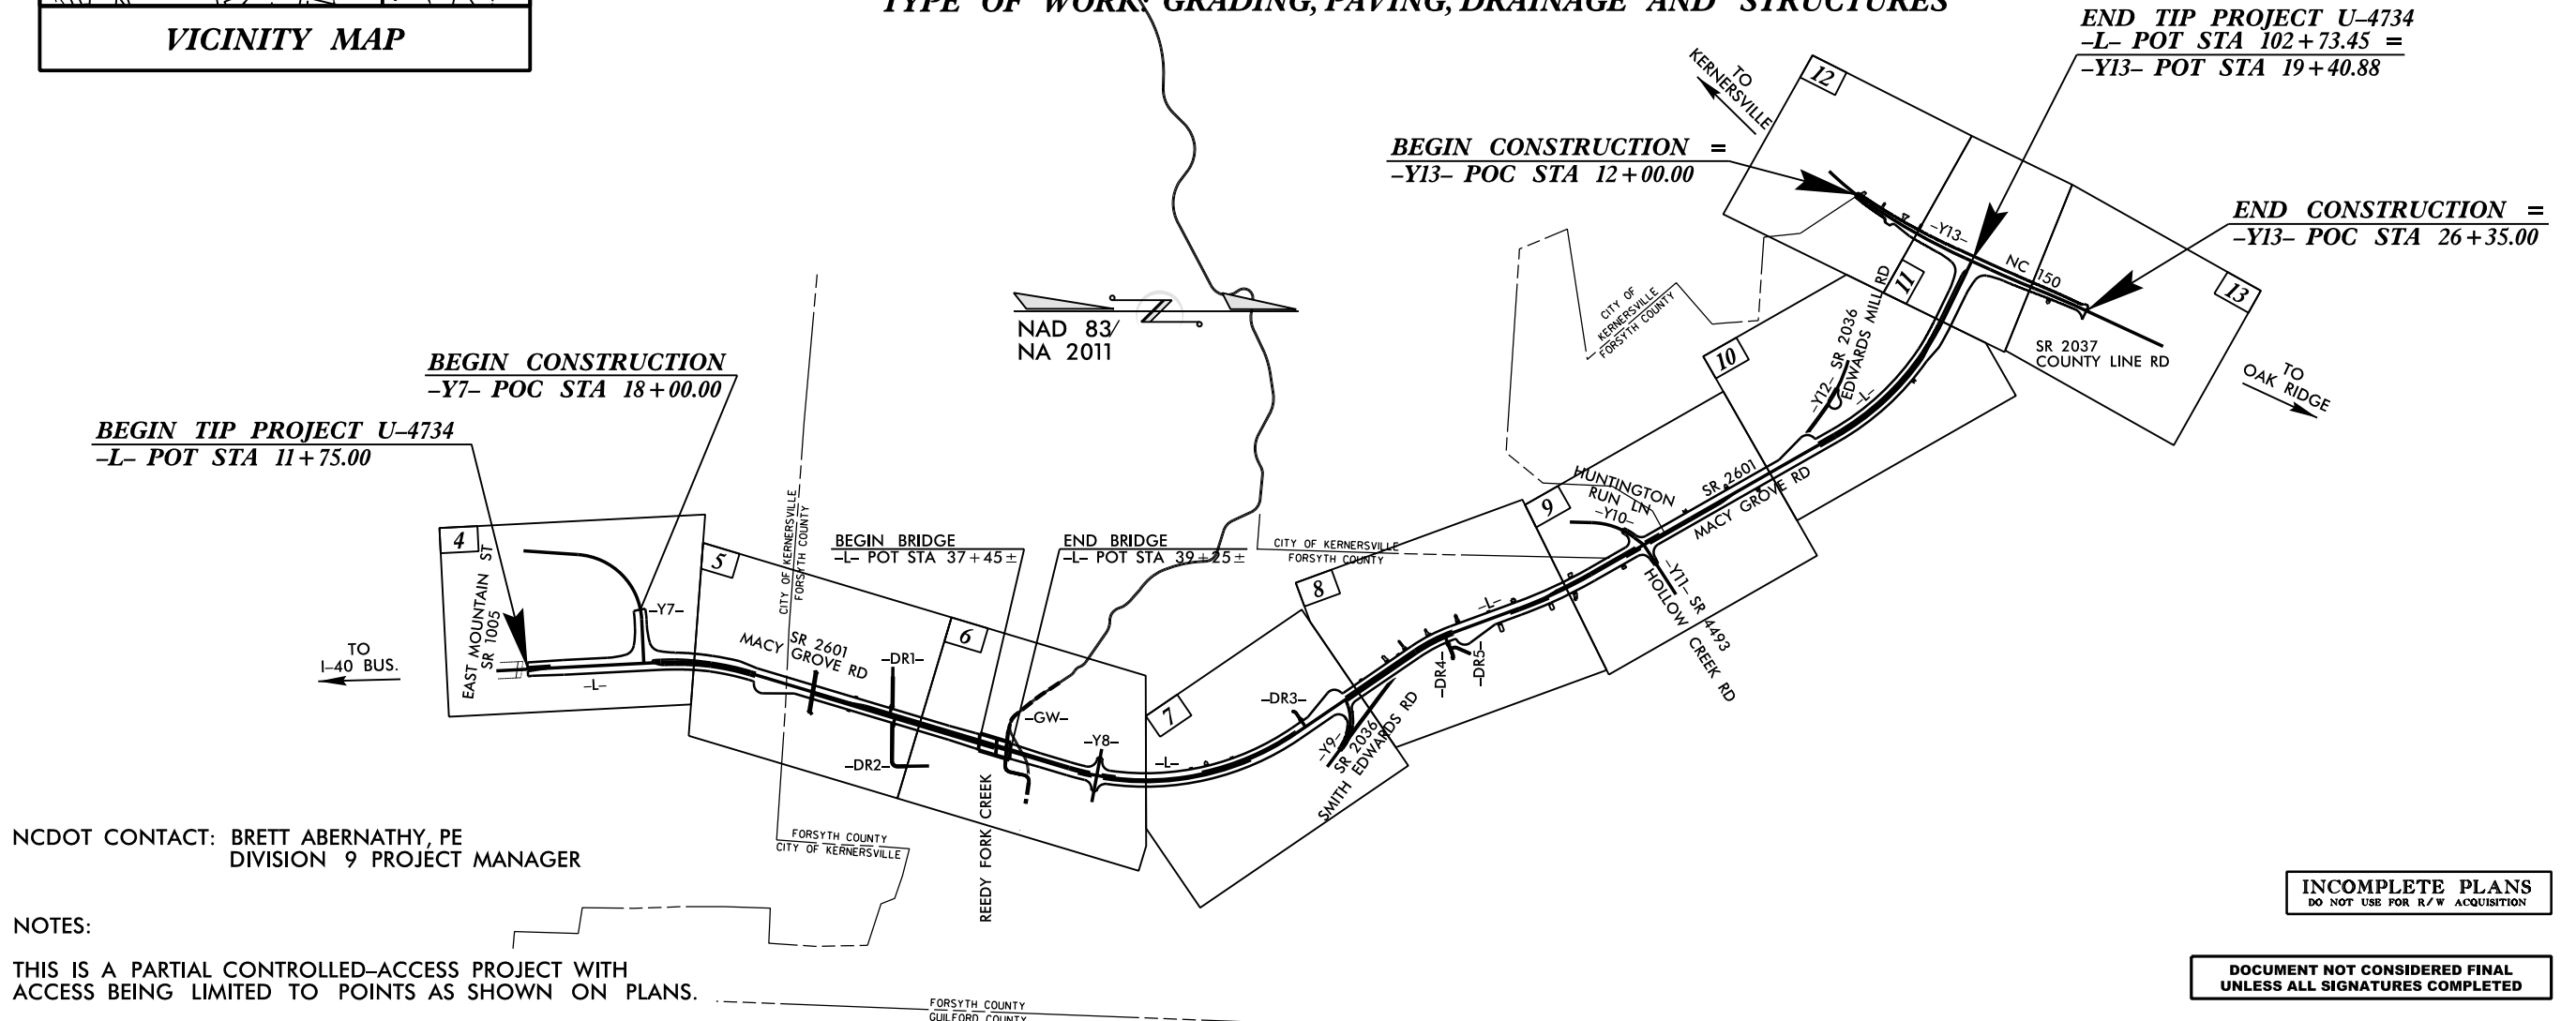 TYPE OF WORK: GRADING, PAVING, DRAINAGE AND STRUCTURES
VICINITY MAP
END TIP PROJECT U–4734
–L– POT STA 102+73.45 =
–Y13– POT STA 19+40.88
TO
KERNERSVILLE
12
BEGIN CONSTRUCTION =
–Y13– POC STA 12+00.00
END CONSTRUCTION =
–Y13– POC STA 26+35.00
–Y13–
NC 150
11
13
SR 2037
COUNTY LINE RD
TO
OAK RIDGE
CITY OF
KERNERSVILLE
FORSYTH COUNTY
NAD 83/
NA 2011
10
–Y12– SR 2036
EDWARDS MILL RD
–L–
BEGIN CONSTRUCTION
–Y7– POC STA 18+00.00
BEGIN TIP PROJECT U–4734
–L– POT STA 11+75.00
HUNTINGTON
RUN LN
–Y10–
SR 2601
MACY GROVE RD
9
4
5
CITY OF KERNERSVILLE
FORSYTH COUNTY
BEGIN BRIDGE
–L– POT STA 37+45±
END BRIDGE
–L– POT STA 39+25±
CITY OF KERNERSVILLE
FORSYTH COUNTY
8
–L–
–Y11– SR 4493
HOLLOW CREEK RD
EAST MOUNTAIN ST
SR 1005
–Y7–
TO
I–40 BUS.
–L–
SR 2601
MACY GROVE RD
6
–DR1–
–DR2–
–GW–
–Y8–
7
–L–
–DR3–
–DR4–
–DR5–
–Y9–
SR 2036
SMITH EDWARDS RD
REEDY FORK CREEK
NCDOT CONTACT: BRETT ABERNATHY, PE
DIVISION 9 PROJECT MANAGER
FORSYTH COUNTY
CITY OF KERNERSVILLE
INCOMPLETE PLANS
DO NOT USE FOR R/W ACQUISITION
NOTES:
THIS IS A PARTIAL CONTROLLED–ACCESS PROJECT WITH
ACCESS BEING LIMITED TO POINTS AS SHOWN ON PLANS.
DOCUMENT NOT CONSIDERED FINAL
UNLESS ALL SIGNATURES COMPLETED
FORSYTH COUNTY
GUILFORD COUNTY